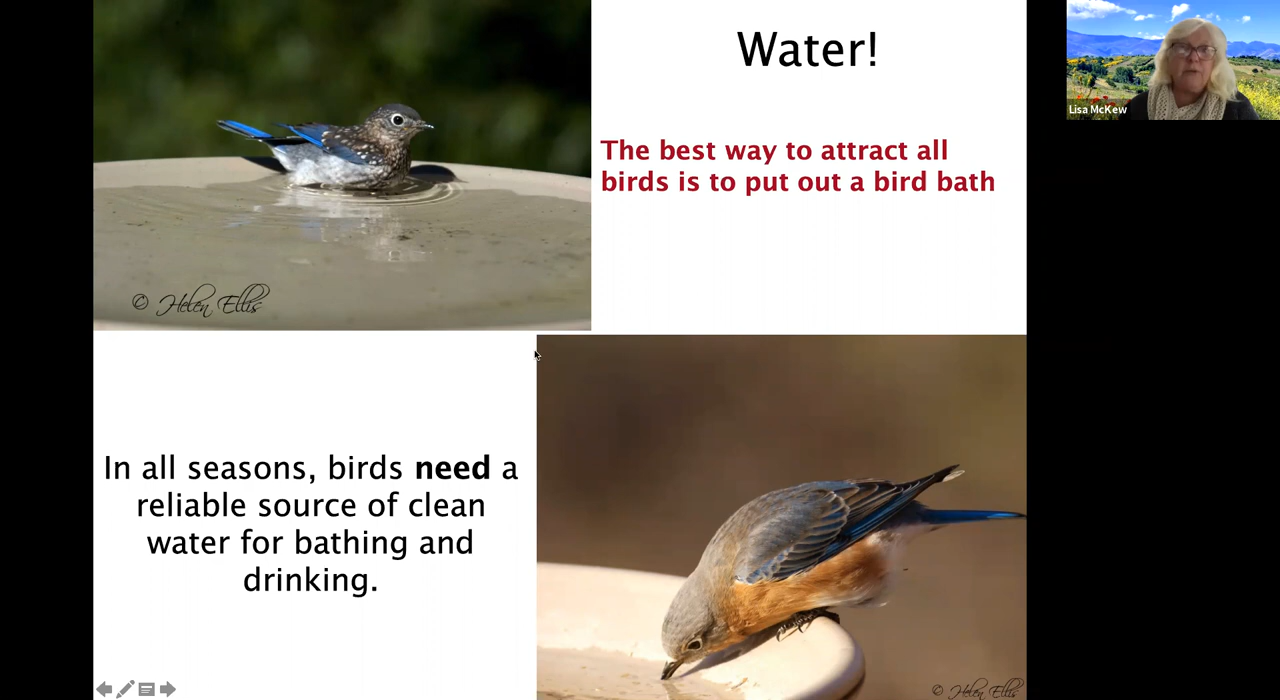 Water!
Lisa McKew
The best way to attract all
birds is to put out a bird bath
© Helen Ellis
In all seasons, birds need a
reliable source of clean
water for bathing and
drinking.
© Helen Ellis